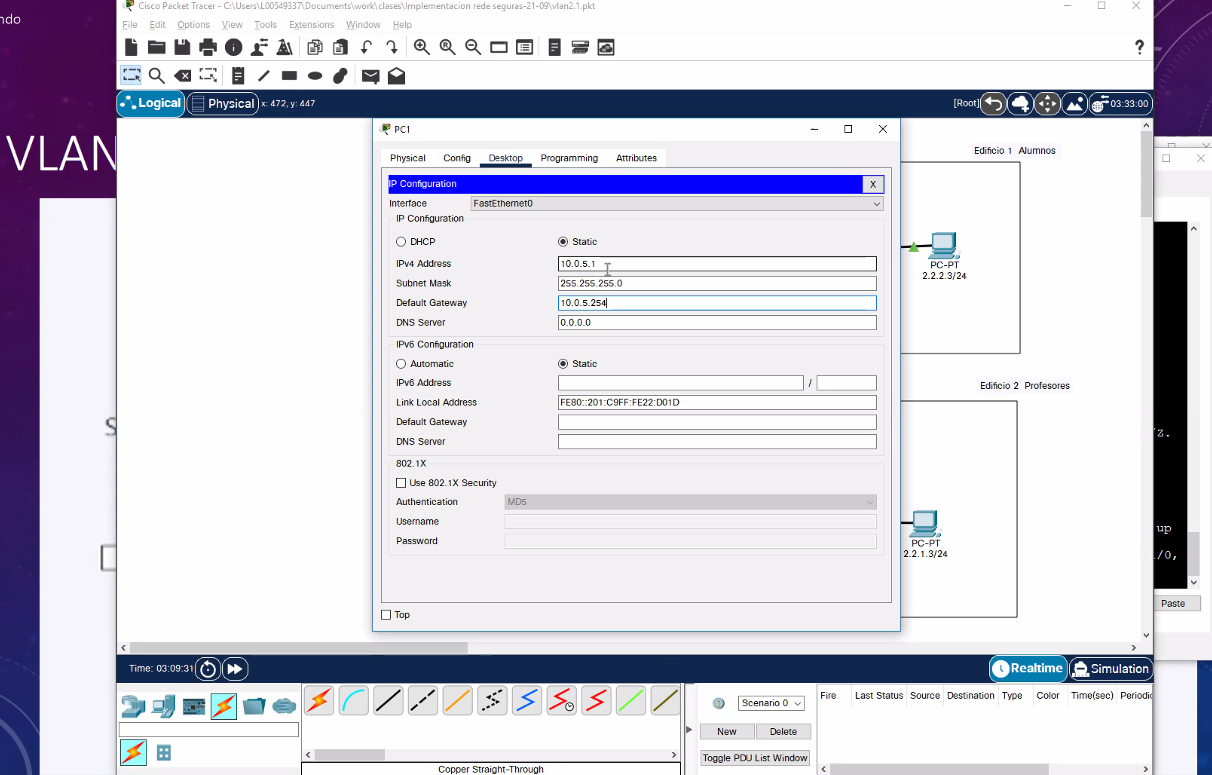 ndo
Cisco Packet Tracer - C:\Users\L00549337\Documents\work\clases\Implementacion rede seguras-21-09\vlan2.1.pkt
File Edit Options View Tools Extensions Window Help
Logical Physical x: 472, y: 447 [Root] 03:33:00
VLAN
PC1
Physical Config Desktop Programming Attributes
IP Configuration X
Interface FastEthernet0
IP Configuration
DHCP Static
IPv4 Address 10.0.5.1
Subnet Mask 255.255.255.0
Default Gateway 10.0.5.254
DNS Server 0.0.0.0
IPv6 Configuration
Automatic Static
IPv6 Address /
Link Local Address FE80::201:C9FF:FE22:D01D
Default Gateway
DNS Server
802.1X
Use 802.1X Security
Authentication MD5
Username
Password
Top
Edificio 1 Alumnos
PC-PT
2.2.2.3/24
Edificio 2 Profesores
PC-PT
2.2.1.3/24
/z.
up
/0,
Paste
Time: 03:09:31 Realtime Simulation
Scenario 0
New Delete
Toggle PDU List Window
Fire Last Status Source Destination Type Color Time(sec) Periodic
Copper Straight-Through